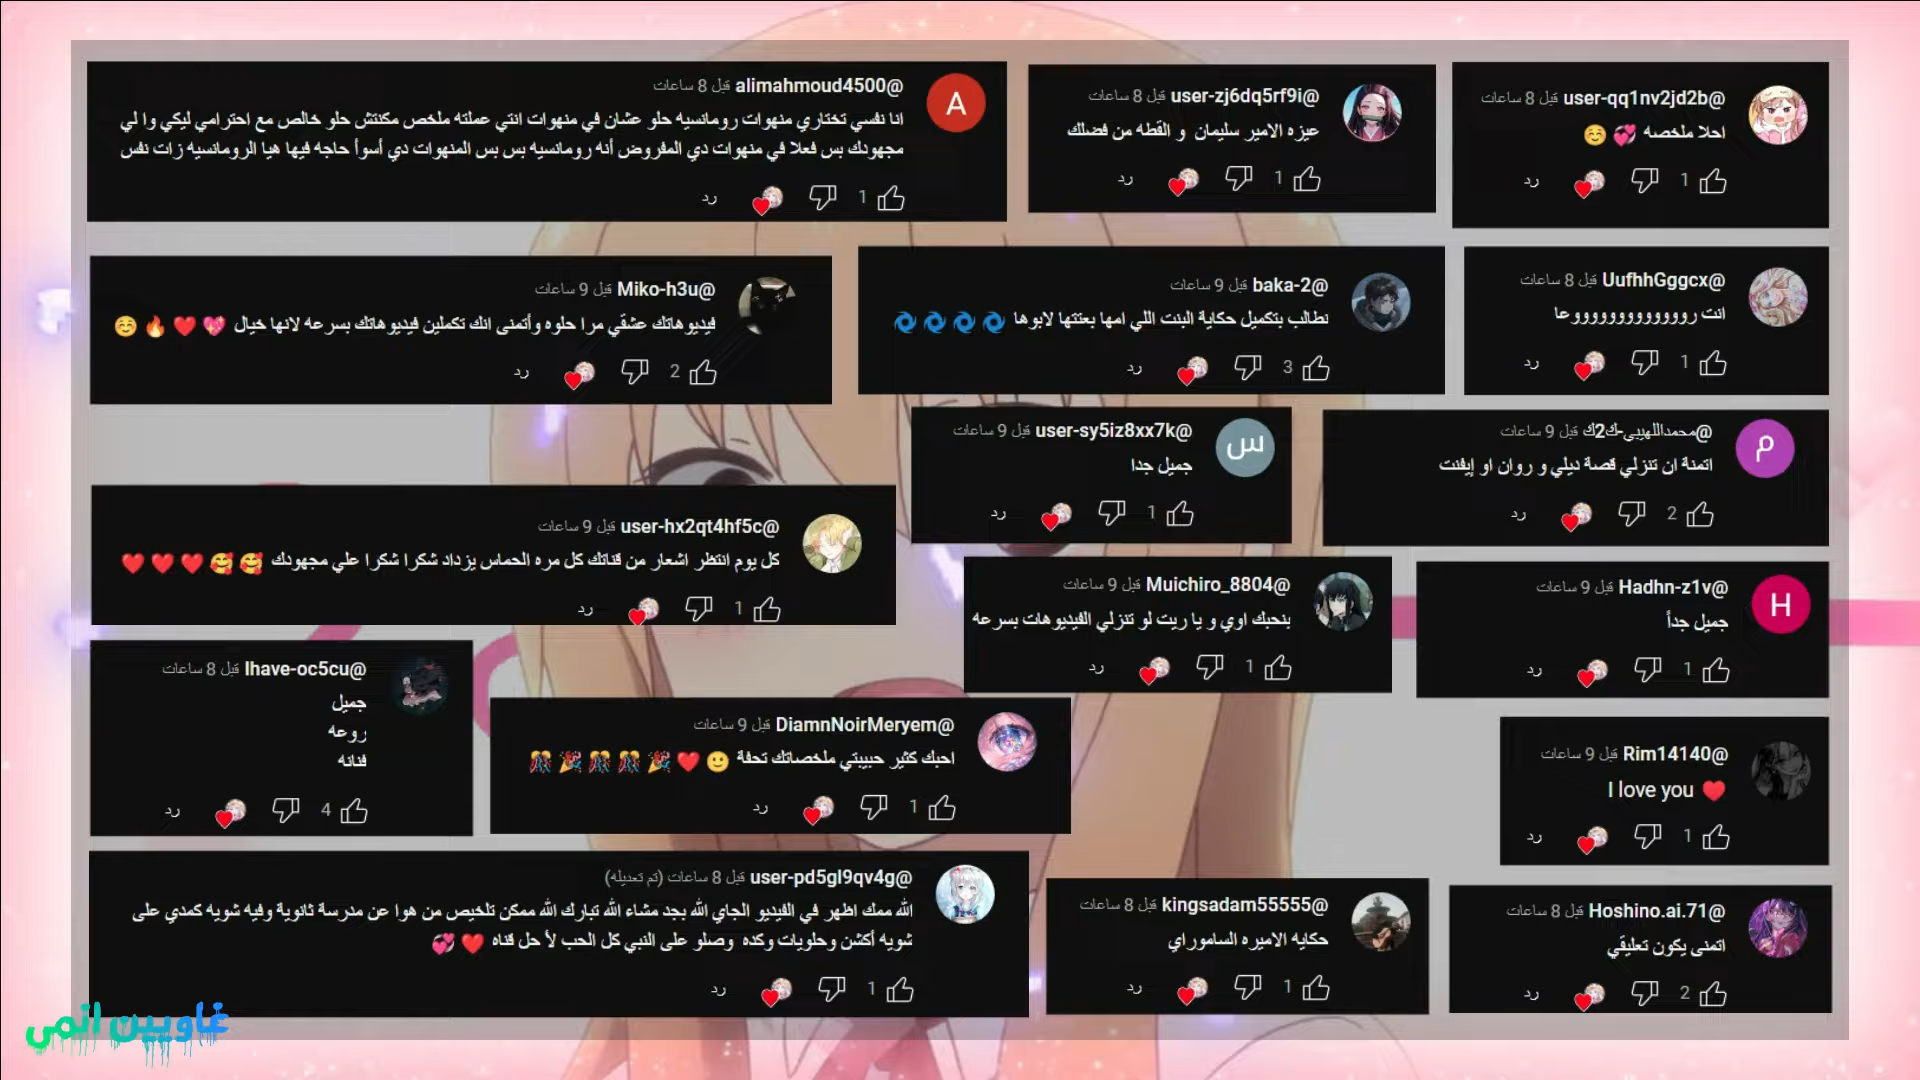 @user-qq1nv2jd2b قبل 8 ساعات
احلا ملخصه 💞 ☺️
1
رد
@user-zj6dq5rf9i قبل 8 ساعات
عيزه الامير سليمان و القطه من فضلك
1
رد
@alimahmoud4500 قبل 8 ساعات
A
انا نفسي تختاري منهوات رومانسيه حلو عشان في منهوات انتي عملته ملخص مكنتش حلو خالص مع احترامي ليكي وا لي
مجهودك بس فعلا في منهوات دي المفروض أنه رومانسيه بس بس المنهوات دي أسوأ حاجه فيها هيا الرومانسيه زات نفس
1
رد
@UufhhGggcx قبل 8 ساعات
انت رووووووووووووعا
1
رد
@baka-2 قبل 9 ساعات
نطالب بتكميل حكاية البنت اللي امها بعتتها لابوها 🌀 🌀 🌀 🌀
3
رد
@Miko-h3u قبل 9 ساعات
فيديوهاتك عشقي مرا حلوه وأتمنى انك تكملين فيديوهاتك بسرعه لانها خيال 💖 ❤️ 🔥 ☺️
2
رد
@محمداللهيبي-ك2ك قبل 9 ساعات
م
اتمنة ان تنزلي قصة ديلي و روان او إيفنت
2
رد
@user-sy5iz8xx7k قبل 9 ساعات
س
جميل جدا
1
رد
@user-hx2qt4hf5c قبل 9 ساعات
كل يوم انتظر اشعار من قناتك كل مره الحماس يزداد شكرا شكرا علي مجهودك 🥰 🥰 ❤️ ❤️ ❤️
1
رد
@Hadhn-z1v قبل 9 ساعات
H
جميل جداً
1
رد
@Muichiro_8804 قبل 9 ساعات
بنحبك اوي و يا ريت لو تنزلي الفيديوهات بسرعه
1
رد
@lhave-oc5cu قبل 8 ساعات
جميل
روعه
فنانه
4
رد
@DiamnNoirMeryem قبل 9 ساعات
احبك كثير حبيبتي ملخصاتك تحفة 🙂 ❤️ 🎉 🎊 🎊 🎉 🎊
1
رد
@Rim14140 قبل 9 ساعات
I love you ❤️
1
رد
@Hoshino.ai.71 قبل 8 ساعات
اتمنى يكون تعليقي
2
رد
@kingsadam55555 قبل 8 ساعات
حكايه الاميره الساموراي
1
رد
@user-pd5gl9qv4g قبل 8 ساعات (تم تعديله)
الله ممك اظهر في الفيديو الجاي الله بجد مشاء الله تبارك الله ممكن تلخيص من هوا عن مدرسة ثانوية وفيه شويه كمدي على
شويه أكشن وحلويات وكده وصلو على النبي كل الحب لأ حل قناه ❤️ 💞
1
رد
غاويين انمي